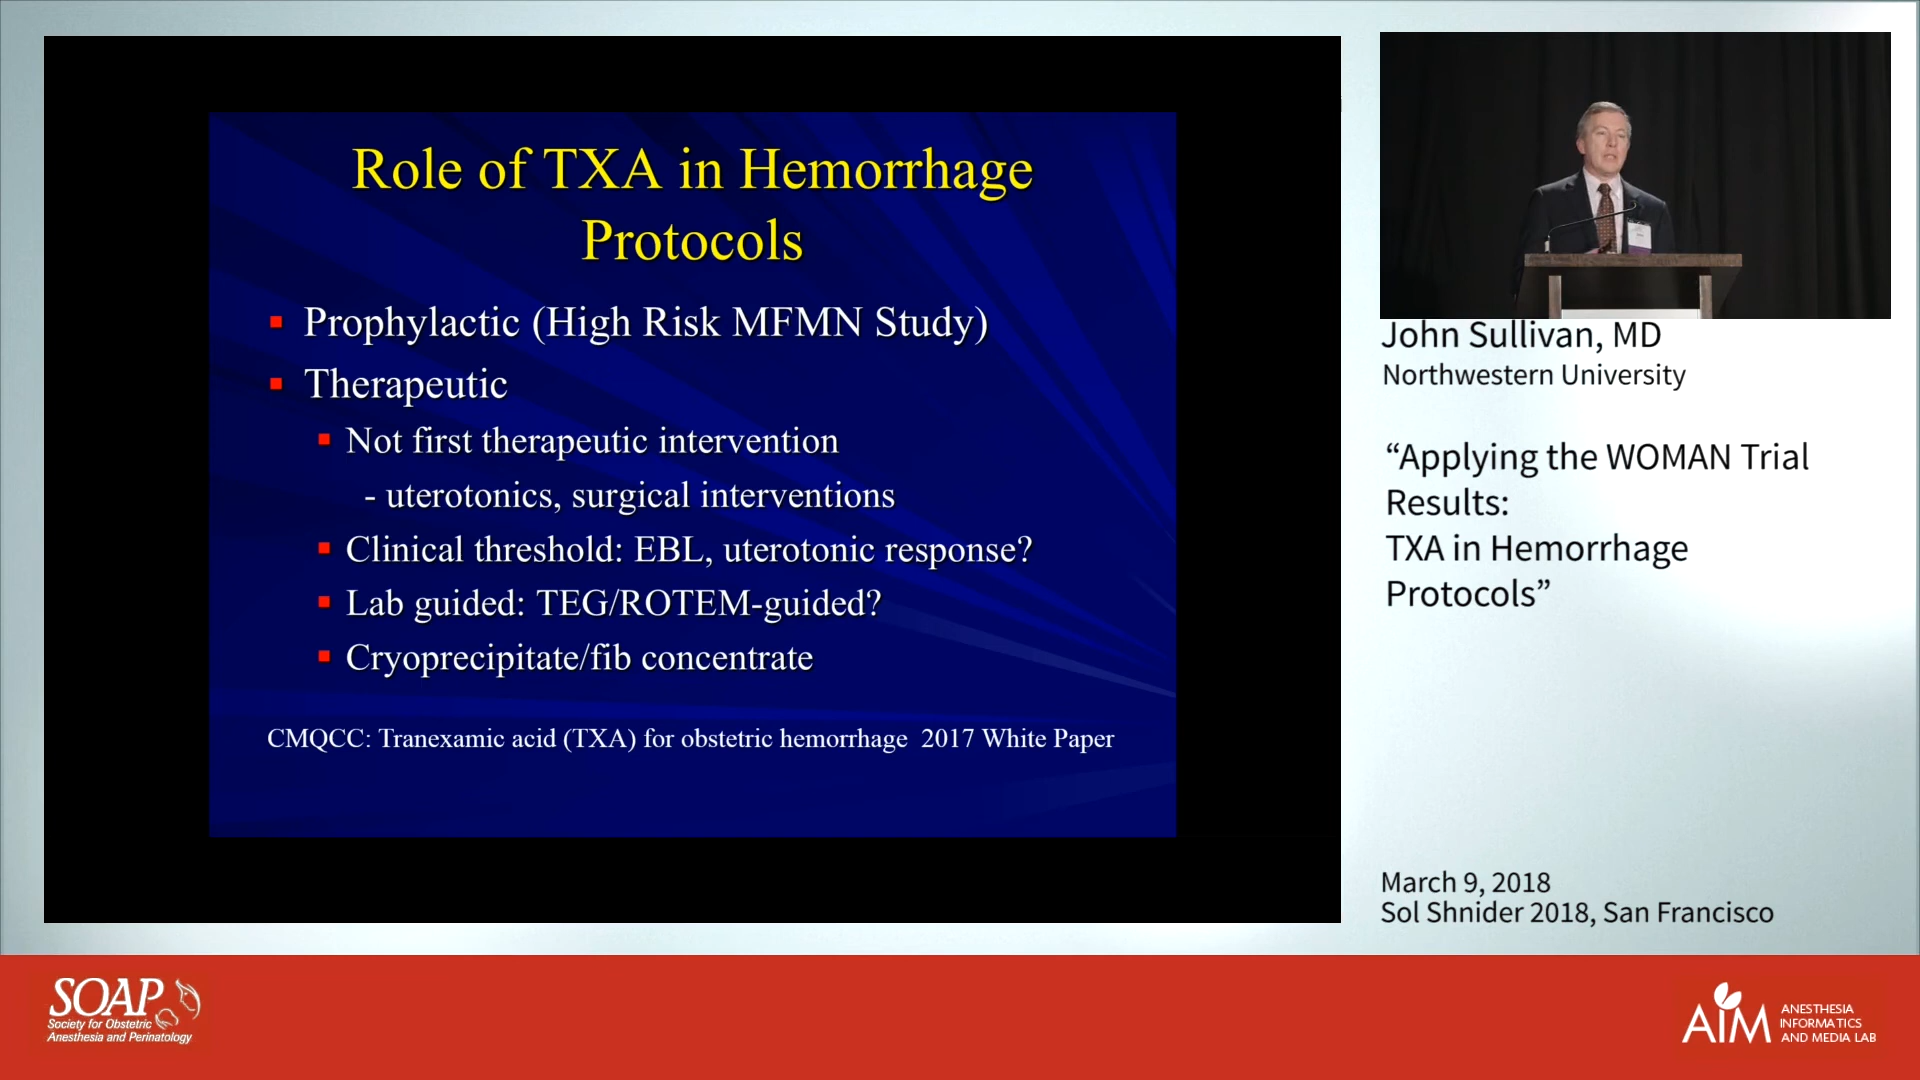 Role of TXA in Hemorrhage
Protocols
Prophylactic (High Risk MFMN Study)
Therapeutic
Not first therapeutic intervention
- uterotonics, surgical interventions
Clinical threshold: EBL, uterotonic response?
Lab guided: TEG/ROTEM-guided?
Cryoprecipitate/fib concentrate
CMQCC: Tranexamic acid (TXA) for obstetric hemorrhage 2017 White Paper
John Sullivan, MD
Northwestern University
“Applying the WOMAN Trial
Results:
TXA in Hemorrhage
Protocols”
March 9, 2018
Sol Shnider 2018, San Francisco
SOAP
Society for Obstetric
Anesthesia and Perinatology
AIM
ANESTHESIA
INFORMATICS
AND MEDIA LAB